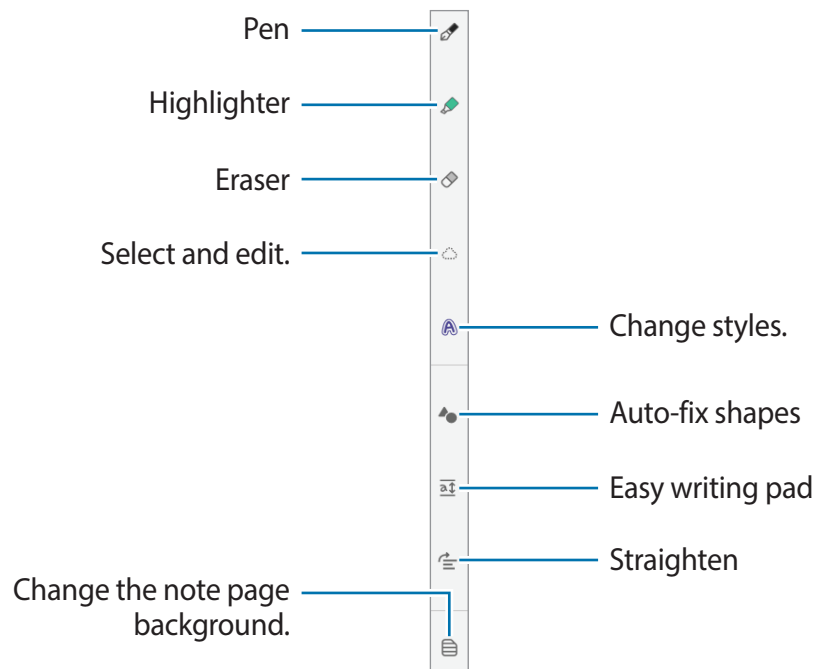 Pen
Highlighter
Eraser
Select and edit.
Change styles.
Auto-fix shapes
Easy writing pad
Straighten
Change the note page
background.